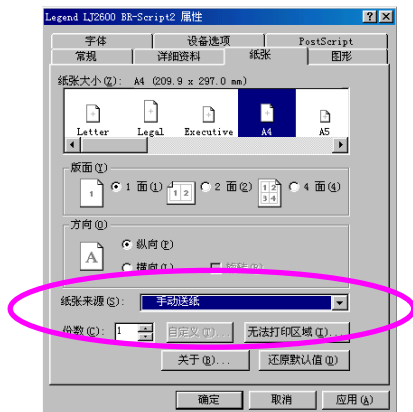 Legend LJ2600 BR-Script2 属性
字体 设备选项 PostScript
常规 详细资料 纸张 图形
纸张大小(Z): A4 (209.9 x 297.0 mm)
Letter Legal Executive A4 A5
版面(Y)
1 面(1) 2 面(2) 4 面(4)
方向(O)
纵向(P)
横向(L)
纸张来源(S): 手动送纸
份数(C): 1 自定义 无法打印区域(I)...
关于(B)... 还原默认值(D)
确定 取消 应用(A)